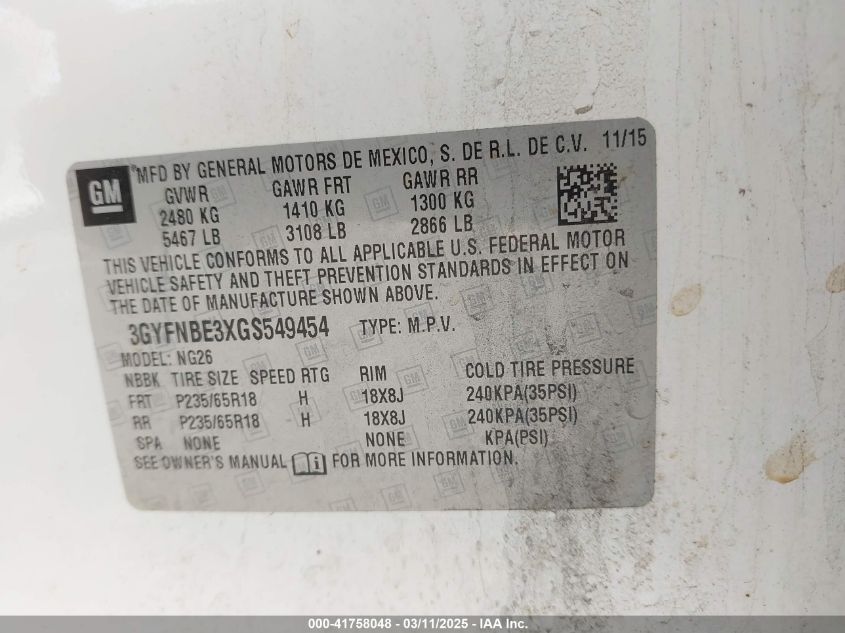 GM
MFD BY GENERAL MOTORS DE MEXICO, S. DE R.L. DE C.V. 11/15
GVWR GAWR FRT GAWR RR
2480 KG 1410 KG 1300 KG
5467 LB 3108 LB 2866 LB
THIS VEHICLE CONFORMS TO ALL APPLICABLE U.S. FEDERAL MOTOR
VEHICLE SAFETY AND THEFT PREVENTION STANDARDS IN EFFECT ON
THE DATE OF MANUFACTURE SHOWN ABOVE.
3GYFNBE3XGS549454 TYPE: M.P.V.
MODEL: NG26
NBBK TIRE SIZE SPEED RTG RIM COLD TIRE PRESSURE
FRT P235/65R18 H 18X8J 240KPA(35PSI)
RR P235/65R18 H 18X8J 240KPA(35PSI)
SPA NONE NONE KPA(PSI)
SEE OWNER'S MANUAL FOR MORE INFORMATION.
000-41758048 - 03/11/2025 - IAA Inc.